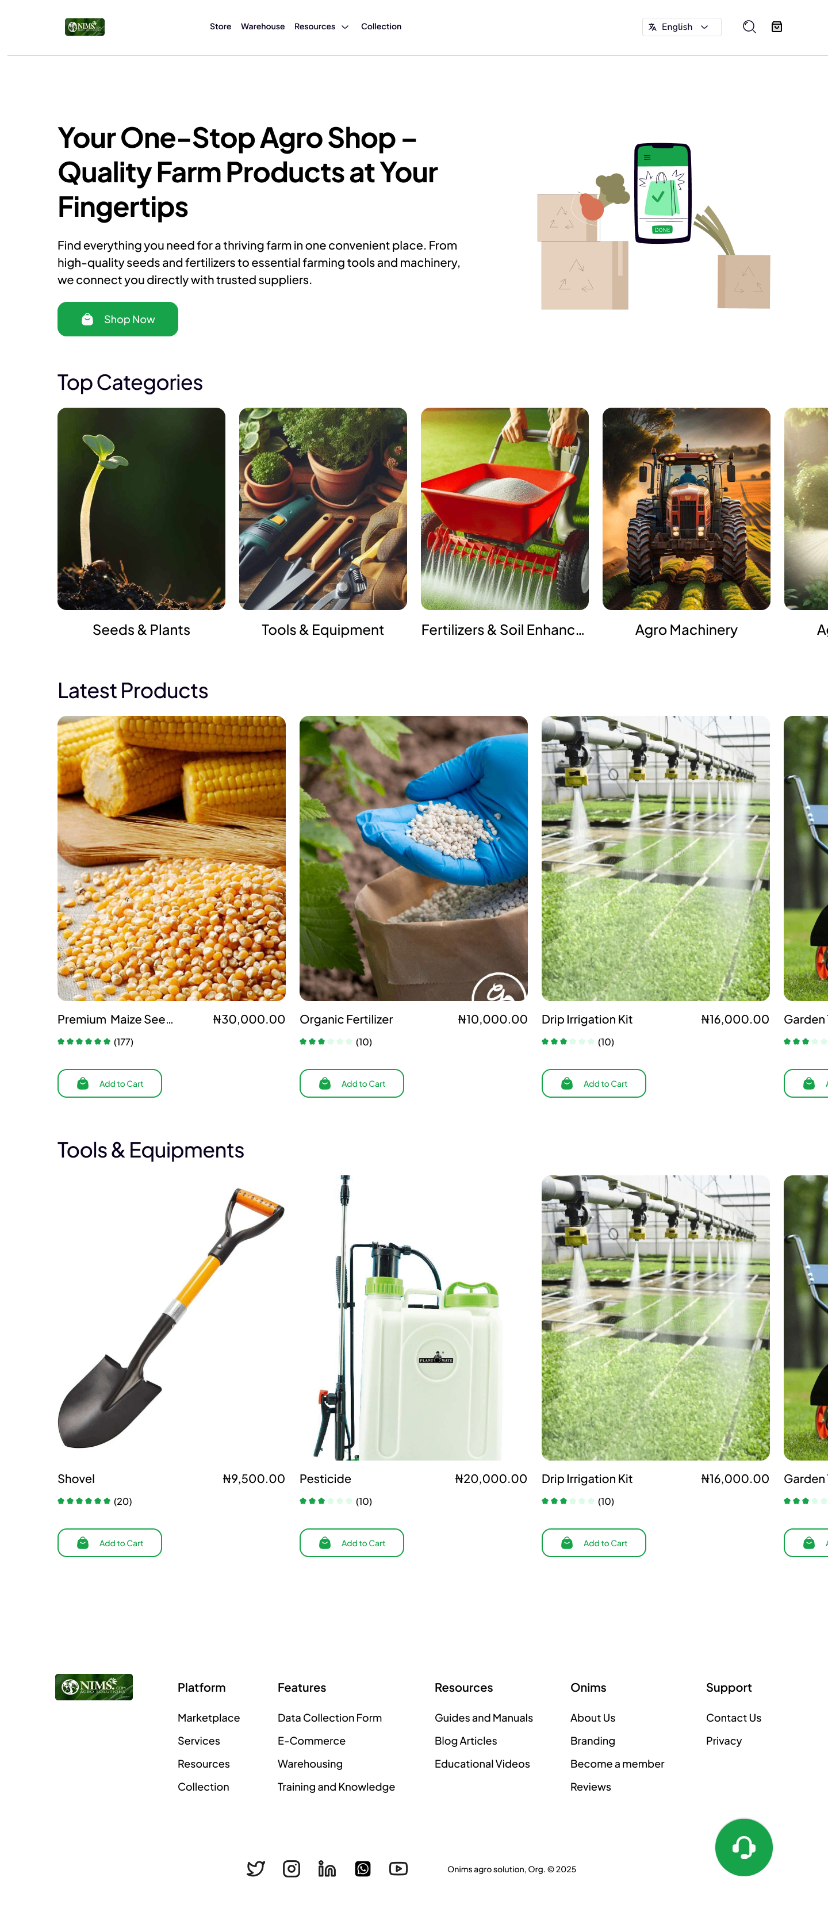 ONIMS
Store Warehouse Resources Collection
English
Your One-Stop Agro Shop –
Quality Farm Products at Your
Fingertips
Find everything you need for a thriving farm in one convenient place. From
high-quality seeds and fertilizers to essential farming tools and machinery,
we connect you directly with trusted suppliers.
Shop Now
DONE
Top Categories
Seeds & Plants
Tools & Equipment
Fertilizers & Soil Enhanc...
Agro Machinery
Latest Products
Premium Maize See... ₦30,000.00
(177)
Add to Cart
Organic Fertilizer ₦10,000.00
(10)
Add to Cart
Drip Irrigation Kit ₦16,000.00
(10)
Add to Cart
Garden
Tools & Equipments
Shovel ₦9,500.00
(20)
Add to Cart
Pesticide ₦20,000.00
(10)
Add to Cart
Drip Irrigation Kit ₦16,000.00
(10)
Add to Cart
Garden
ONIMS
Platform
Marketplace
Services
Resources
Collection
Features
Data Collection Form
E-Commerce
Warehousing
Training and Knowledge
Resources
Guides and Manuals
Blog Articles
Educational Videos
Onims
About Us
Branding
Become a member
Reviews
Support
Contact Us
Privacy
Onims agro solution, Org. © 2025